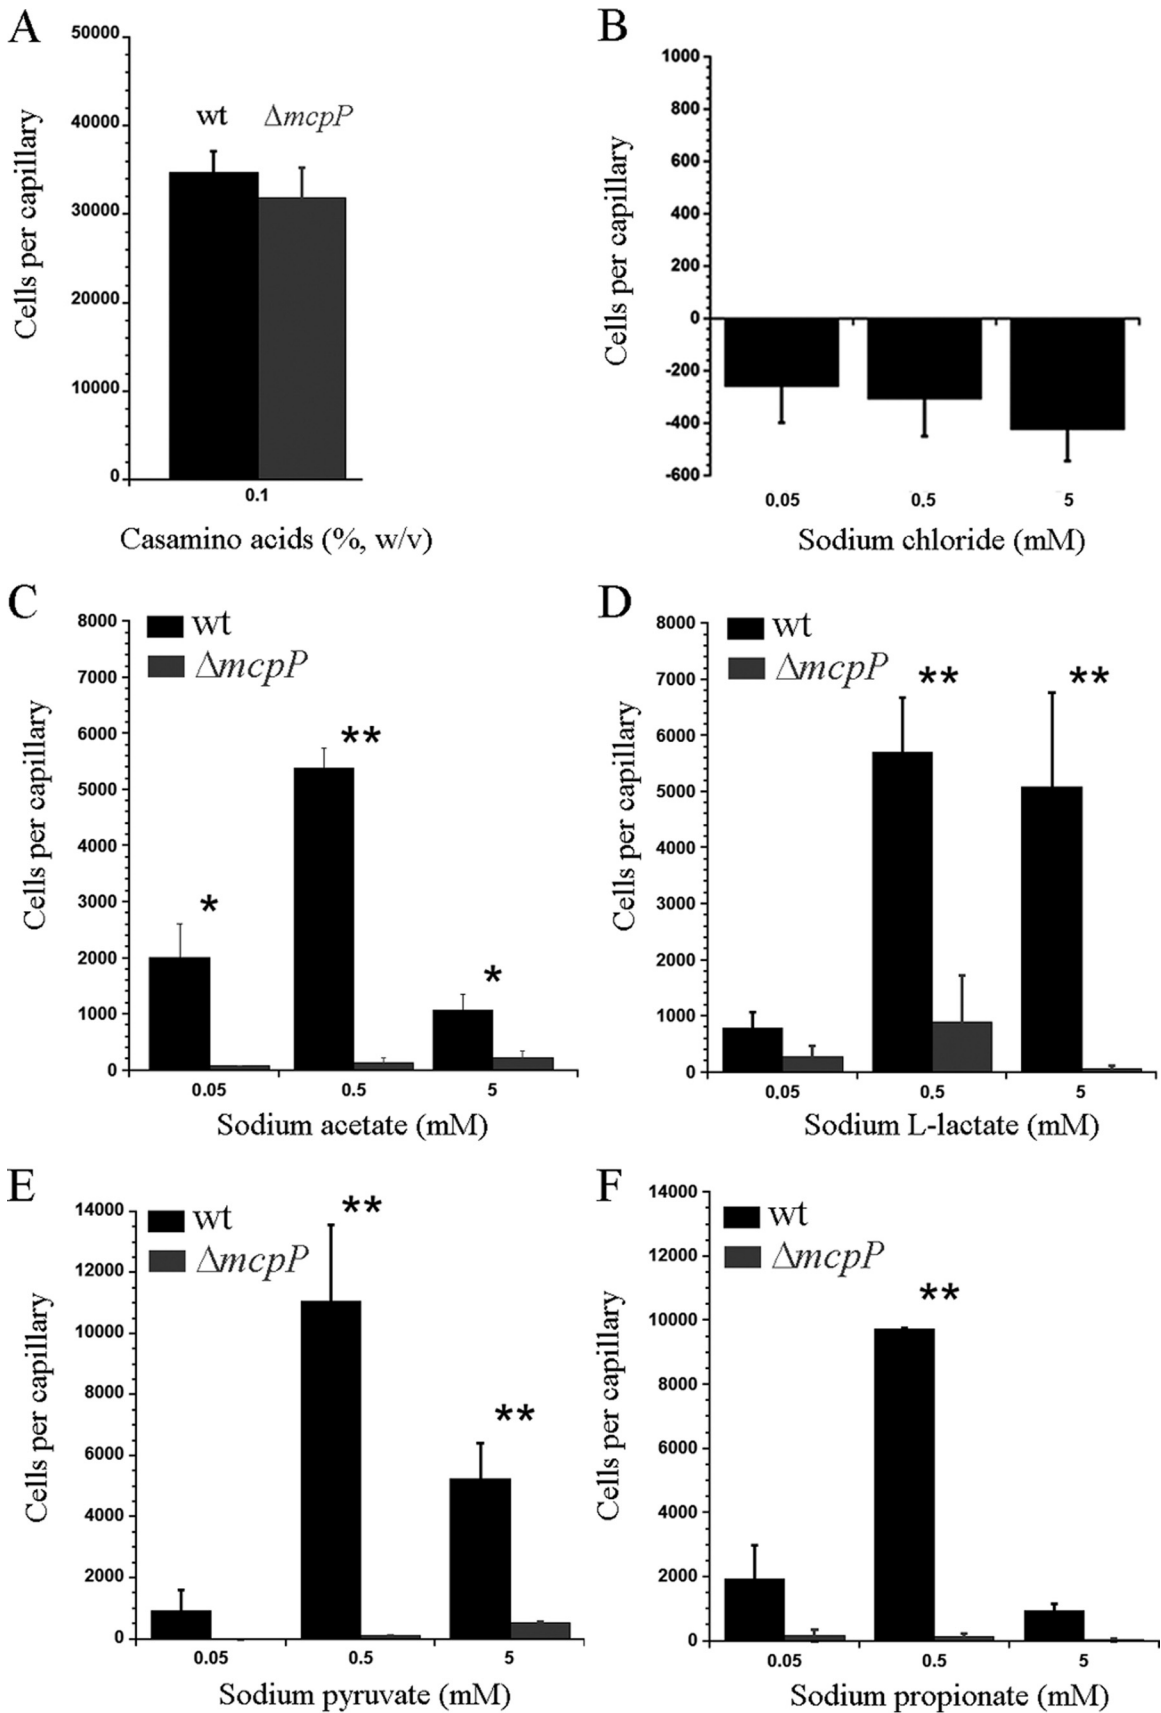 A
Cells per capillary
50000
40000
30000
20000
10000
0
wt ΔmcpP
0.1
Casamino acids (%, w/v)
B
Cells per capillary
1000
800
600
400
200
0
-200
-400
-600
0.05 0.5 5
Sodium chloride (mM)
C
Cells per capillary
8000
7000
6000
5000
4000
3000
2000
1000
0
wt
ΔmcpP
*
**
*
0.05 0.5 5
Sodium acetate (mM)
D
Cells per capillary
8000
7000
6000
5000
4000
3000
2000
1000
0
wt
ΔmcpP
**
**
0.05 0.5 5
Sodium L-lactate (mM)
E
Cells per capillary
14000
12000
10000
8000
6000
4000
2000
0
wt
ΔmcpP
**
**
0.05 0.5 5
Sodium pyruvate (mM)
F
Cells per capillary
14000
12000
10000
8000
6000
4000
2000
0
wt
ΔmcpP
**
0.05 0.5 5
Sodium propionate (mM)